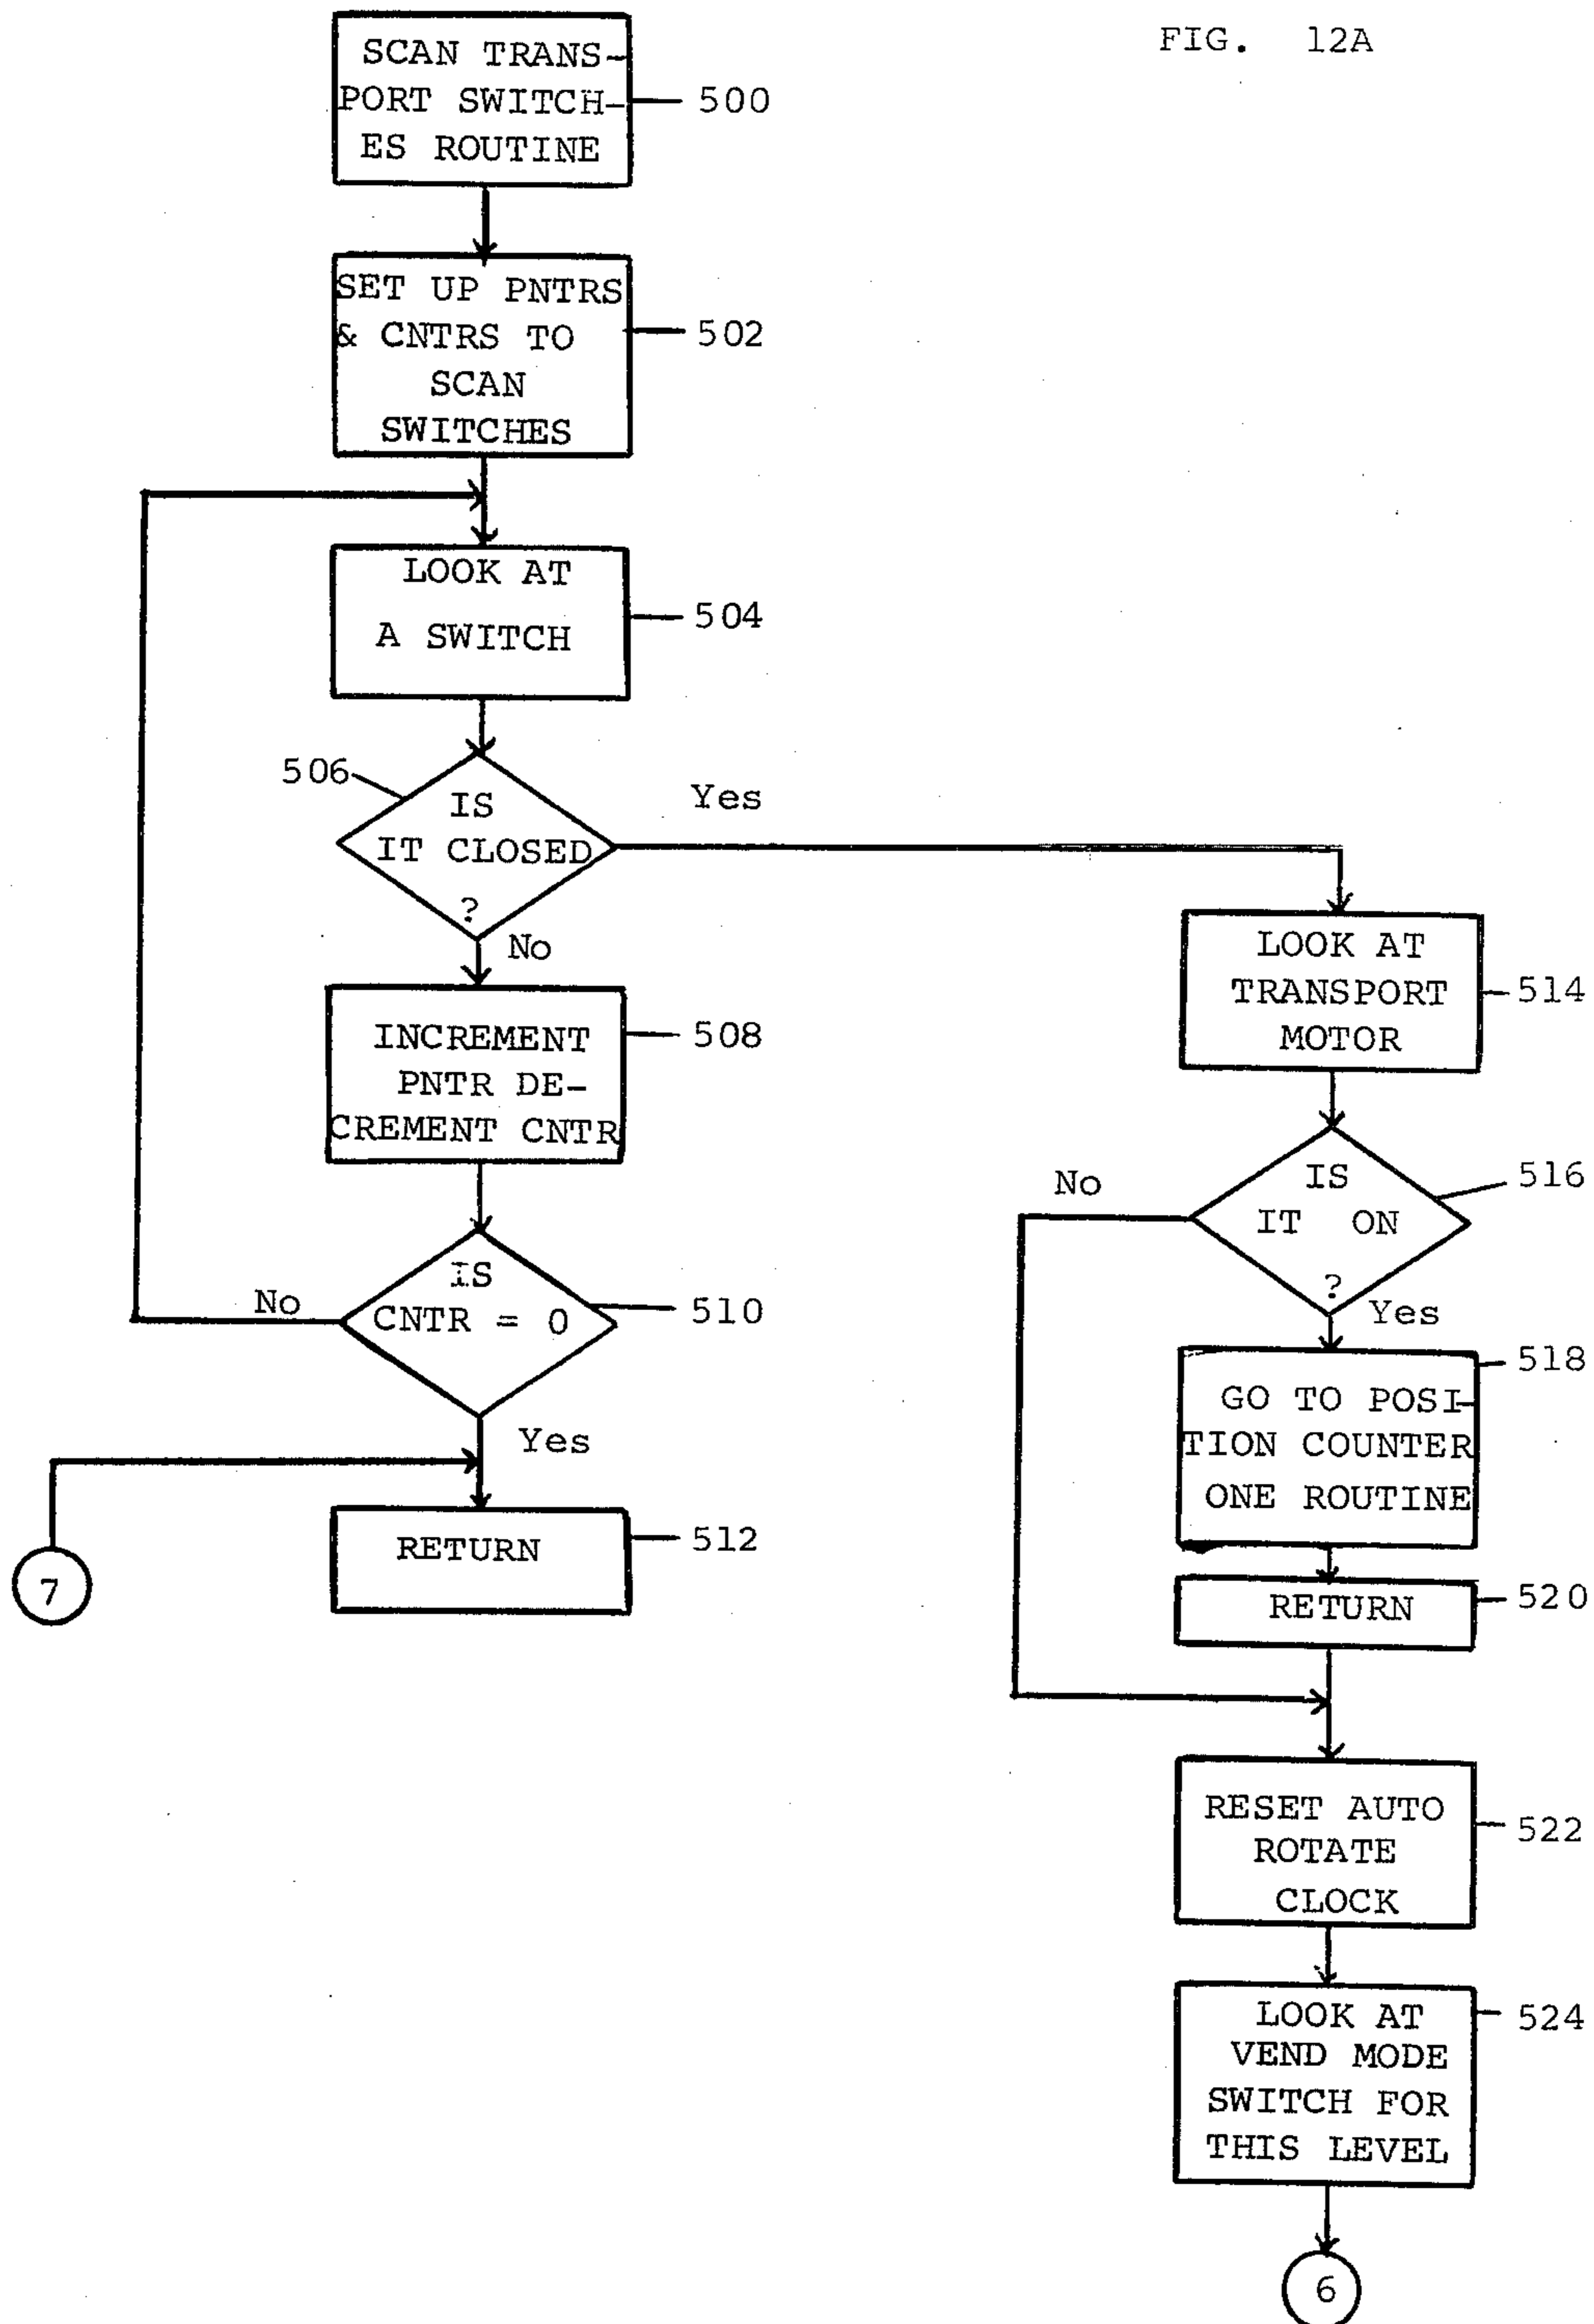 FIG. 12A
SCAN TRANS-
PORT SWITCH-
ES ROUTINE
500
SET UP PNTRS
& CNTRS TO
SCAN
SWITCHES
502
LOOK AT
A SWITCH
504
506
IS
IT CLOSED
?
Yes
No
INCREMENT
PNTR DE-
CREMENT CNTR
508
IS
CNTR = 0
510
No
Yes
7
RETURN
512
LOOK AT
TRANSPORT
MOTOR
514
IS
IT ON
?
516
No
Yes
GO TO POSI-
TION COUNTER
ONE ROUTINE
518
RETURN
520
RESET AUTO
ROTATE
CLOCK
522
LOOK AT
VEND MODE
SWITCH FOR
THIS LEVEL
524
6